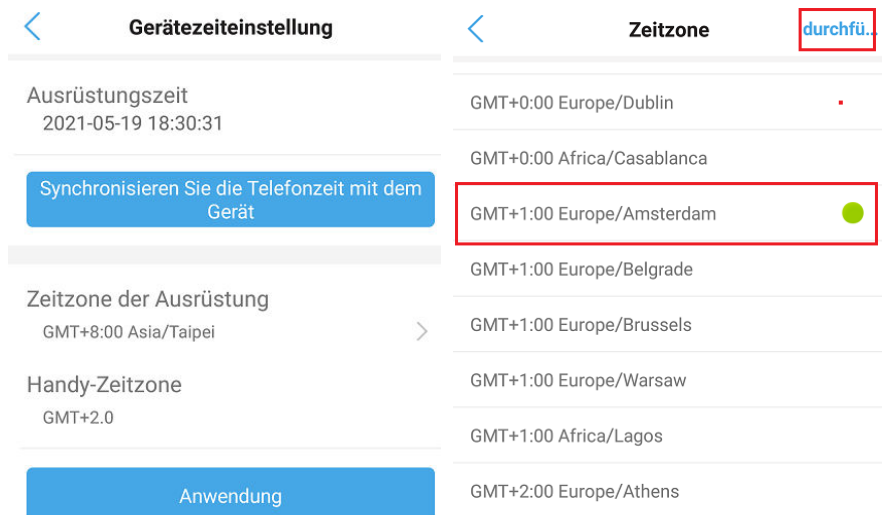 Gerätezeiteinstellung
Ausrüstungszeit
2021-05-19 18:30:31
Synchronisieren Sie die Telefonzeit mit dem
Gerät
Zeitzone der Ausrüstung
GMT+8:00 Asia/Taipei
Handy-Zeitzone
GMT+2.0
Anwendung
Zeitzone
durchfü...
GMT+0:00 Europe/Dublin
GMT+0:00 Africa/Casablanca
GMT+1:00 Europe/Amsterdam
GMT+1:00 Europe/Belgrade
GMT+1:00 Europe/Brussels
GMT+1:00 Europe/Warsaw
GMT+1:00 Africa/Lagos
GMT+2:00 Europe/Athens